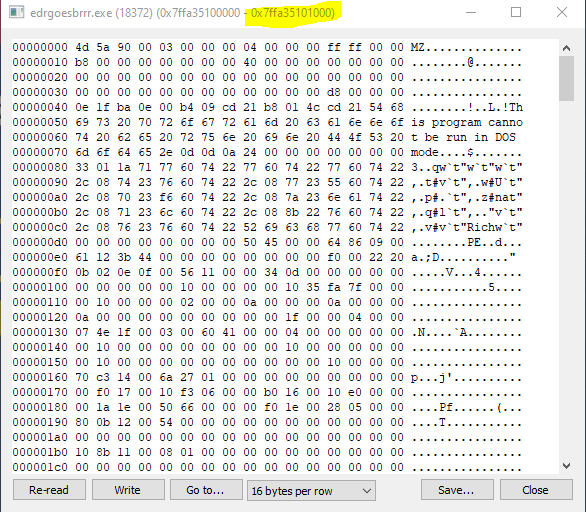 edrgoesbrrr.exe (18372) (0x7ffa35100000 - 0x7ffa35101000)
00000000 4d 5a 90 00 03 00 00 00 04 00 00 00 ff ff 00 00 MZ..............
00000010 b8 00 00 00 00 00 00 00 40 00 00 00 00 00 00 00 ........@.......
00000020 00 00 00 00 00 00 00 00 00 00 00 00 00 00 00 00 ................
00000030 00 00 00 00 00 00 00 00 00 00 00 00 d8 00 00 00 ................
00000040 0e 1f ba 0e 00 b4 09 cd 21 b8 01 4c cd 21 54 68 ........!..L.!Th
00000050 69 73 20 70 72 6f 67 72 61 6d 20 63 61 6e 6e 6f is program canno
00000060 74 20 62 65 20 72 75 6e 20 69 6e 20 44 4f 53 20 t be run in DOS
00000070 6d 6f 64 65 2e 0d 0d 0a 24 00 00 00 00 00 00 00 mode....$.......
00000080 33 01 1a 71 77 60 74 22 77 60 74 22 77 60 74 22 3..qw`t"w`t"w`t"
00000090 2c 08 74 23 76 60 74 22 2c 08 77 23 55 60 74 22 ,.t#v`t",.w#U`t"
000000a0 2c 08 70 23 f6 60 74 22 2c 08 7a 23 6e 61 74 22 ,.p#.`t",.z#nat"
000000b0 2c 08 71 23 6c 60 74 22 2c 08 8b 22 76 60 74 22 ,.q#l`t",.."v`t"
000000c0 2c 08 76 23 76 60 74 22 52 69 63 68 77 60 74 22 ,.v#v`t"Richw`t"
000000d0 00 00 00 00 00 00 00 00 50 45 00 00 64 86 09 00 ........PE..d...
000000e0 61 12 3b 44 00 00 00 00 00 00 00 00 f0 00 22 20 a.;D.........."
000000f0 0b 02 0e 0f 00 56 11 00 00 34 0d 00 00 00 00 00 .....V...4......
00000100 00 00 00 00 00 10 00 00 00 00 10 35 fa 7f 00 00 ...........5....
00000110 00 10 00 00 00 02 00 00 0a 00 00 00 0a 00 00 00 ................
00000120 0a 00 00 00 00 00 00 00 00 00 1f 00 00 04 00 00 ................
00000130 07 4e 1f 00 03 00 60 41 00 00 04 00 00 00 00 00 .N....`A........
00000140 00 10 00 00 00 00 00 00 00 00 10 00 00 00 00 00 ................
00000150 00 10 00 00 00 00 00 00 00 00 00 00 10 00 00 00 ................
00000160 70 c3 14 00 6a 27 01 00 00 00 00 00 00 00 00 00 p...j'..........
00000170 00 f0 17 00 10 f3 06 00 00 b0 16 00 10 e0 00 00 ................
00000180 00 1a 1e 00 50 66 00 00 00 f0 1e 00 28 05 00 00 ....Pf......(...
00000190 80 0b 12 00 54 00 00 00 00 00 00 00 00 00 00 00 ....T...........
000001a0 00 00 00 00 00 00 00 00 00 00 00 00 00 00 00 00 ................
000001b0 10 8b 11 00 08 01 00 00 00 00 00 00 00 00 00 00 ................
000001c0 00 00 00 00 00 00 00 00 00 00 00 00 00 00 00 00 ................
Re-read Write Go to... 16 bytes per row Save... Close